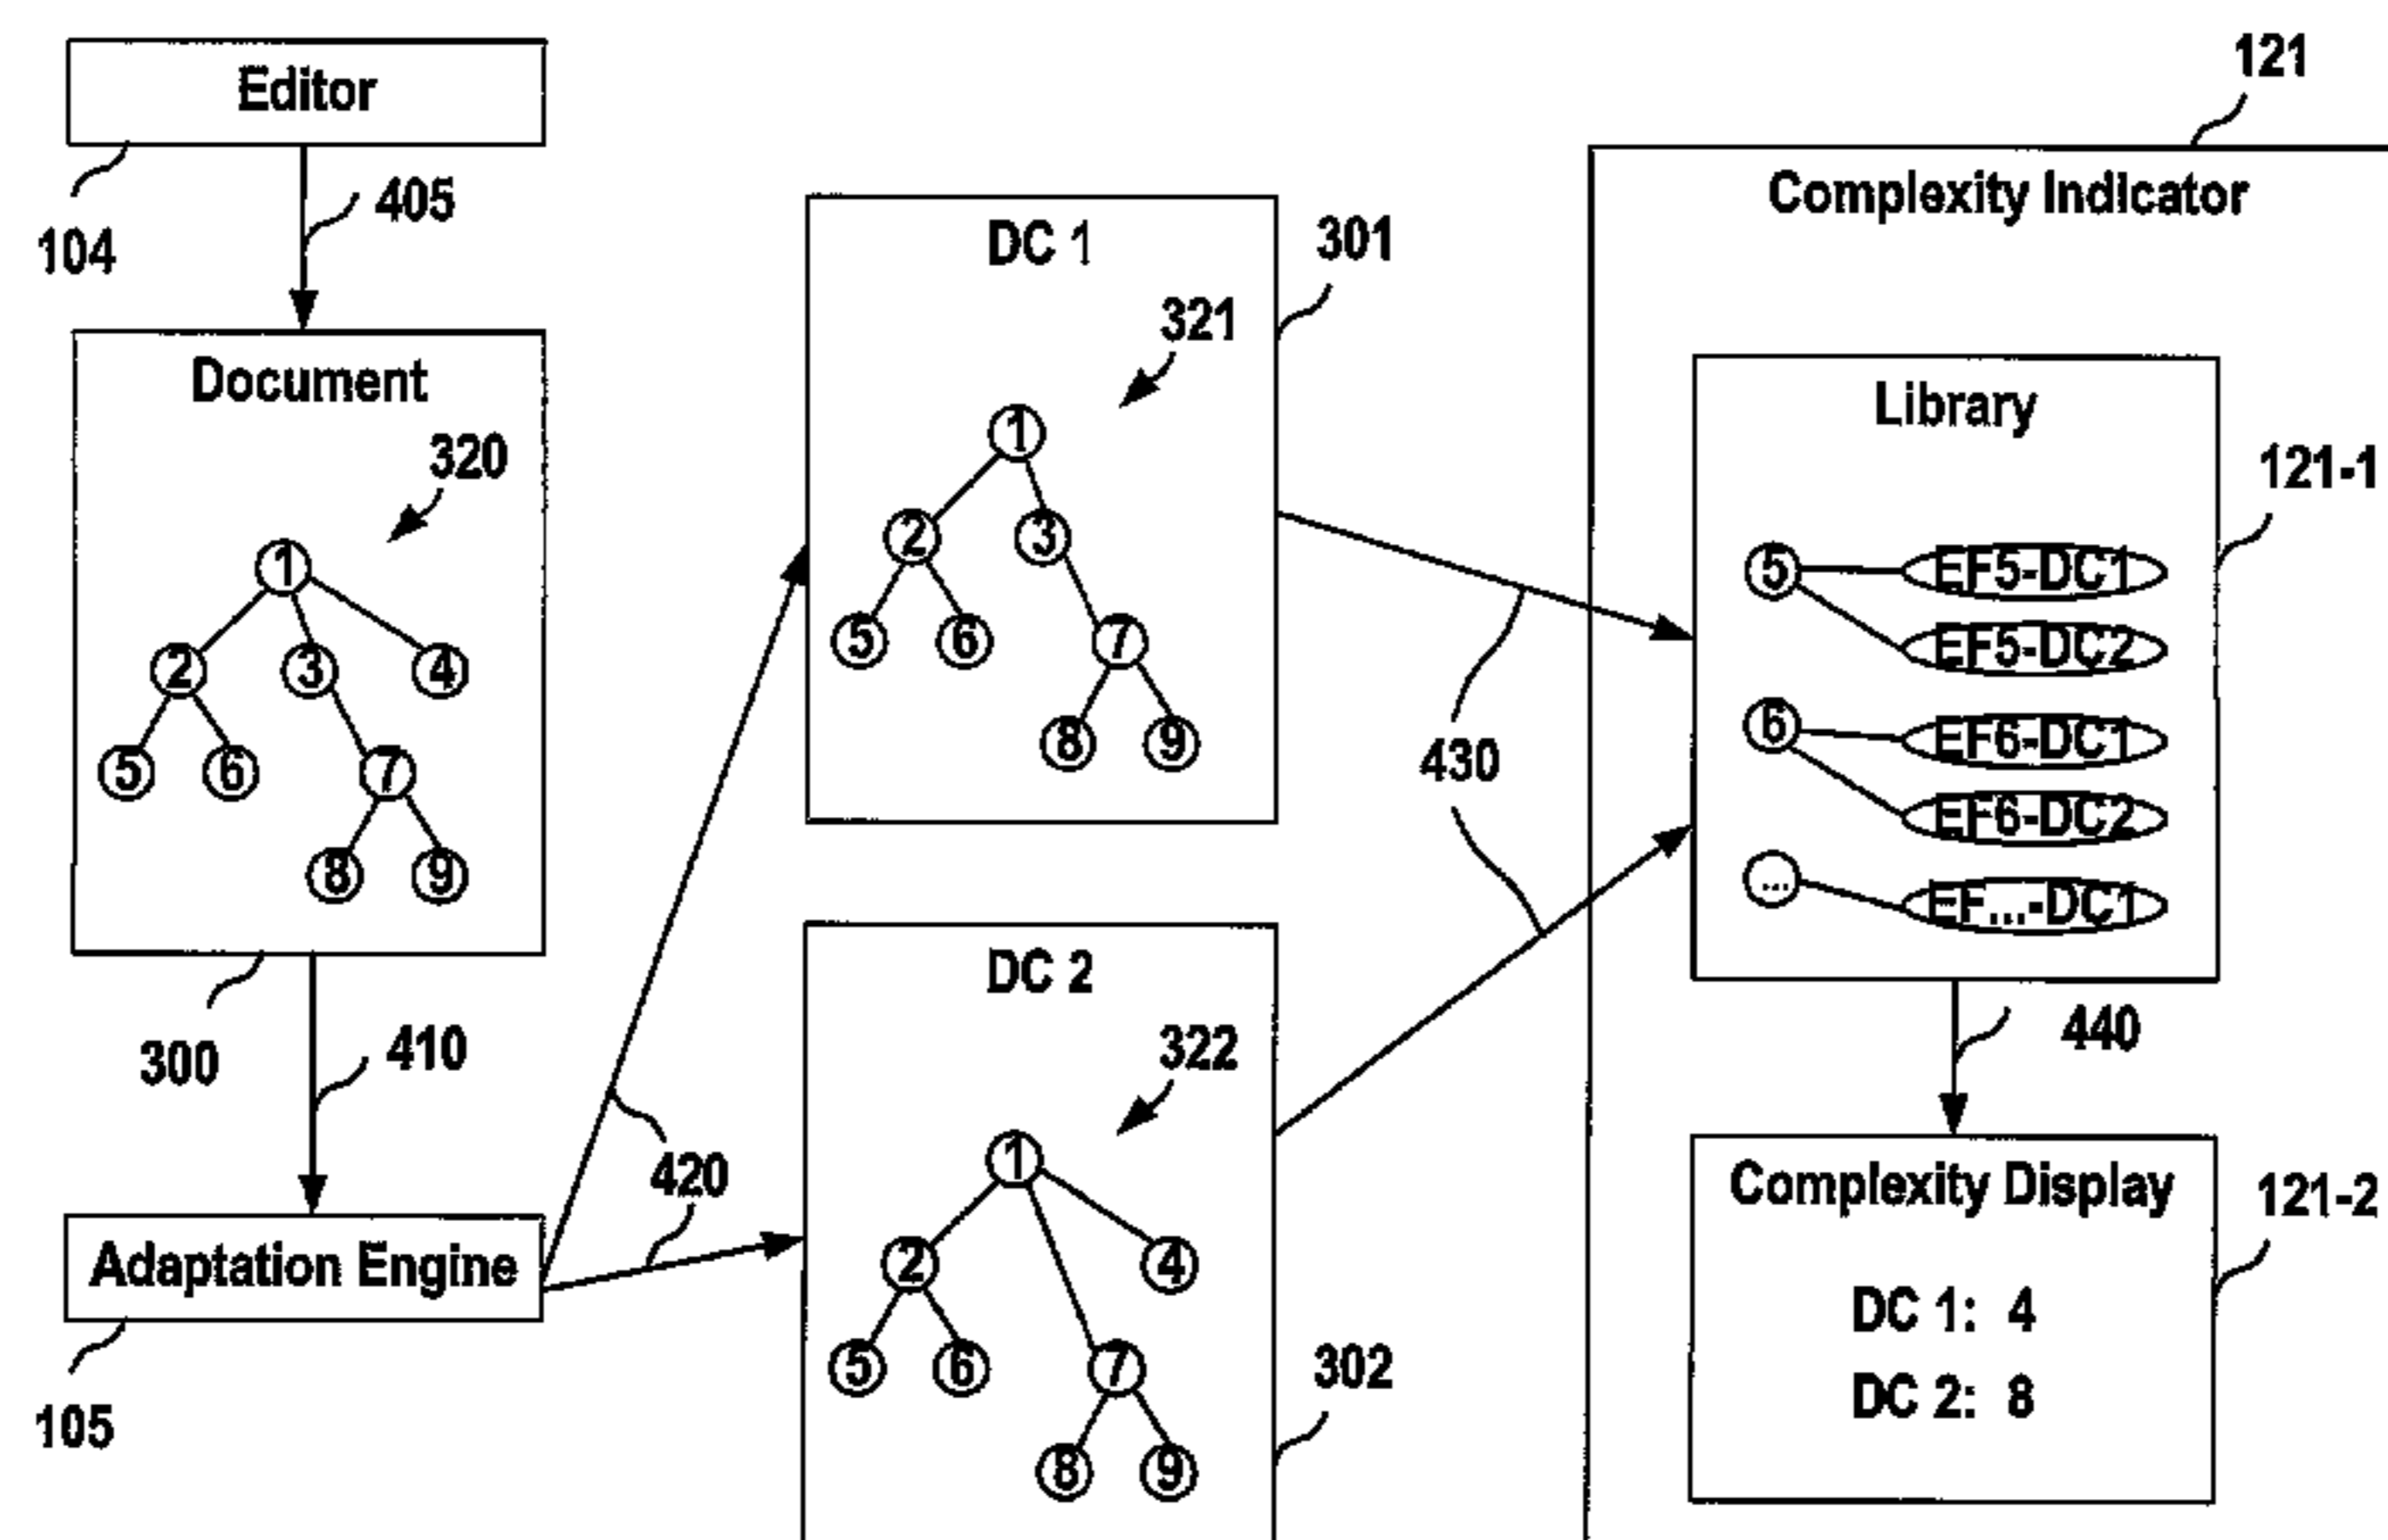 Editor
104
405
Document
320
1
2
3
4
5
6
7
8
9
300
410
Adaptation Engine
105
420
DC 1
301
321
1
2
3
5
6
7
8
9
DC 2
322
1
2
4
5
6
7
8
9
302
430
121
Complexity Indicator
Library
121-1
5
EF5-DC1
EF5-DC2
6
EF6-DC1
EF6-DC2
...
EF...-DC1
440
Complexity Display
121-2
DC 1: 4
DC 2: 8